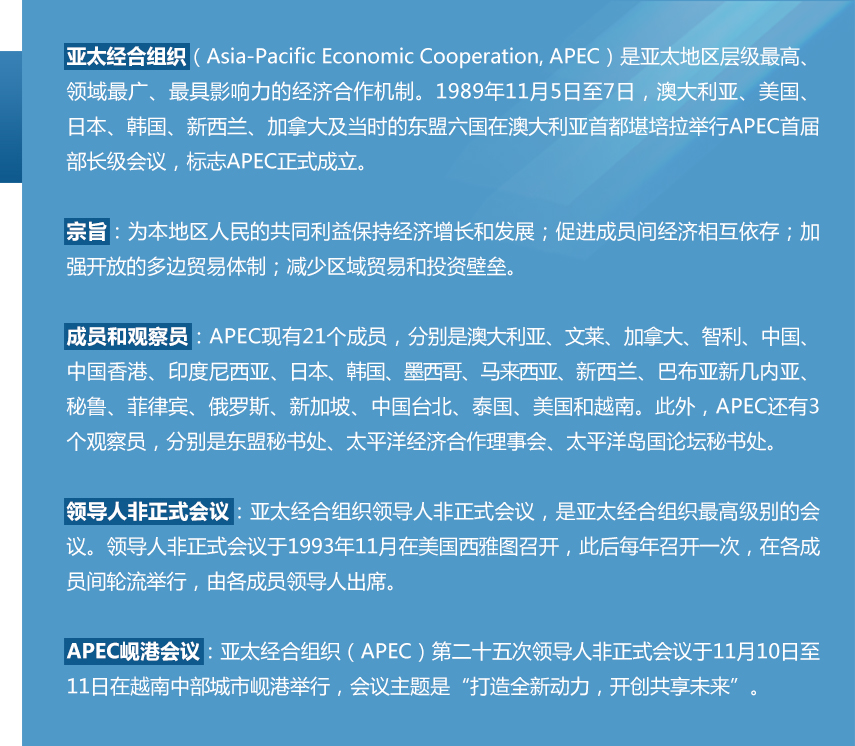 亚太经合组织（Asia-Pacific Economic Cooperation, APEC）是亚太地区层级最高、
领域最广、最具影响力的经济合作机制。1989年11月5日至7日，澳大利亚、美国、
日本、韩国、新西兰、加拿大及当时的东盟六国在澳大利亚首都堪培拉举行APEC首届
部长级会议，标志APEC正式成立。
宗旨：为本地区人民的共同利益保持经济增长和发展；促进成员间经济相互依存；加
强开放的多边贸易体制；减少区域贸易和投资壁垒。
成员和观察员：APEC现有21个成员，分别是澳大利亚、文莱、加拿大、智利、中国、
中国香港、印度尼西亚、日本、韩国、墨西哥、马来西亚、新西兰、巴布亚新几内亚、
秘鲁、菲律宾、俄罗斯、新加坡、中国台北、泰国、美国和越南。此外，APEC还有3
个观察员，分别是东盟秘书处、太平洋经济合作理事会、太平洋岛国论坛秘书处。
领导人非正式会议：亚太经合组织领导人非正式会议，是亚太经合组织最高级别的会
议。领导人非正式会议于1993年11月在美国西雅图召开，此后每年召开一次，在各成
员间轮流举行，由各成员领导人出席。
APEC岘港会议：亚太经合组织（APEC）第二十五次领导人非正式会议于11月10日至
11日在越南中部城市岘港举行，会议主题是“打造全新动力，开创共享未来”。